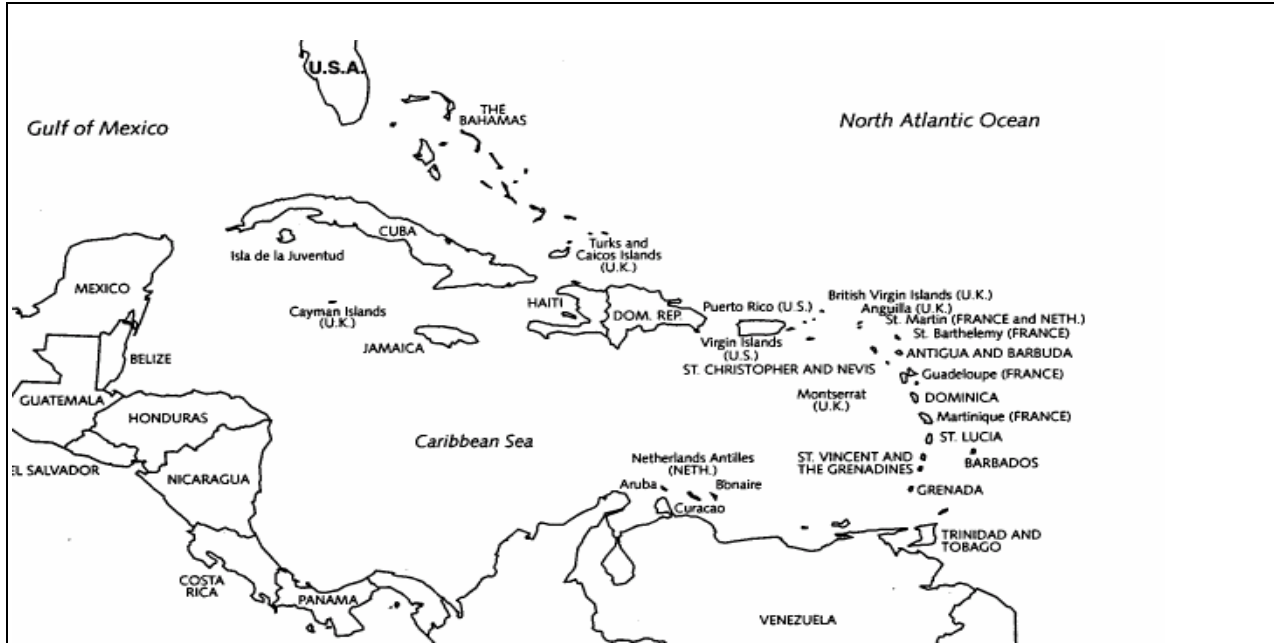 U.S.A.
THE
BAHAMAS
Gulf of Mexico
North Atlantic Ocean
CUBA
Isla de la Juventud
Turks and
Caicos Islands
(U.K.)
MEXICO
Cayman Islands
(U.K.)
HAITI
DOM. REP.
Puerto Rico (U.S.)
British Virgin Islands (U.K.)
Anguilla (U.K.)
St. Martin (FRANCE and NETH.)
St. Barthelemy (FRANCE)
JAMAICA
BELIZE
Virgin Islands
(U.S.)
ANTIGUA AND BARBUDA
ST. CHRISTOPHER AND NEVIS
Guadeloupe (FRANCE)
GUATEMALA
Montserrat
(U.K.)
DOMINICA
HONDURAS
Martinique (FRANCE)
Caribbean Sea
ST. LUCIA
ST. VINCENT AND
THE GRENADINES
BARBADOS
EL SALVADOR
NICARAGUA
Netherlands Antilles
(NETH.)
Aruba
Bonaire
Curacao
GRENADA
TRINIDAD AND
TOBAGO
COSTA
RICA
PANAMA
VENEZUELA